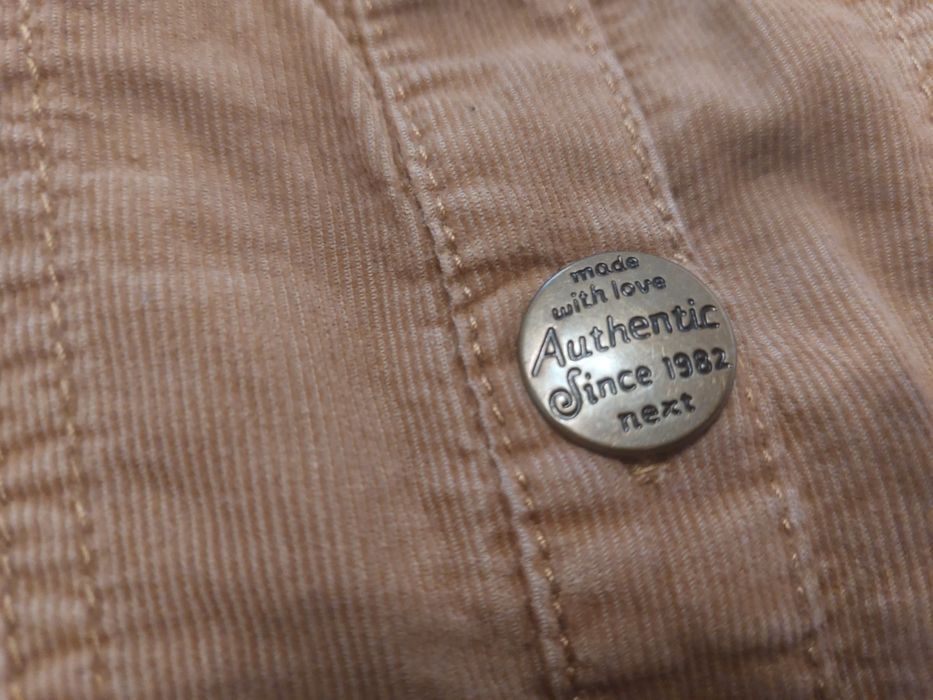 made
with love
Authentic
Since 1982
next